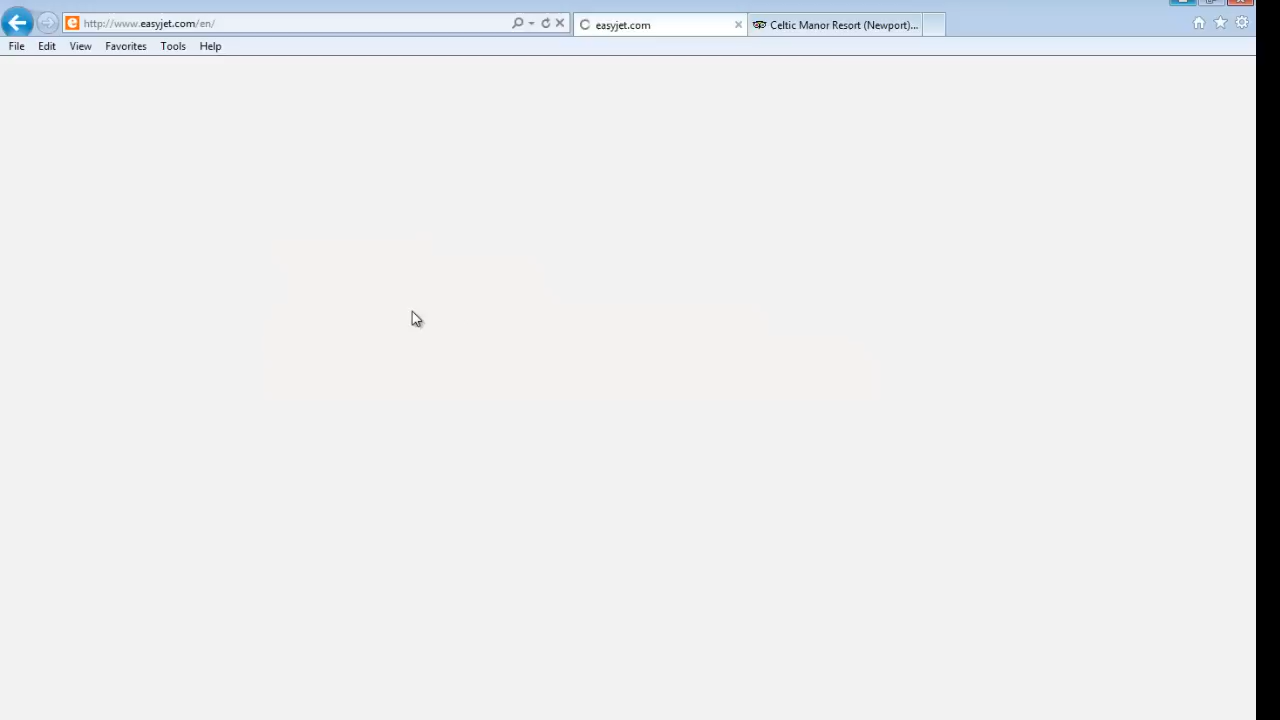 http://www.easyjet.com/en/
easyjet.com
Celtic Manor Resort (Newport)...
File Edit View Favorites Tools Help